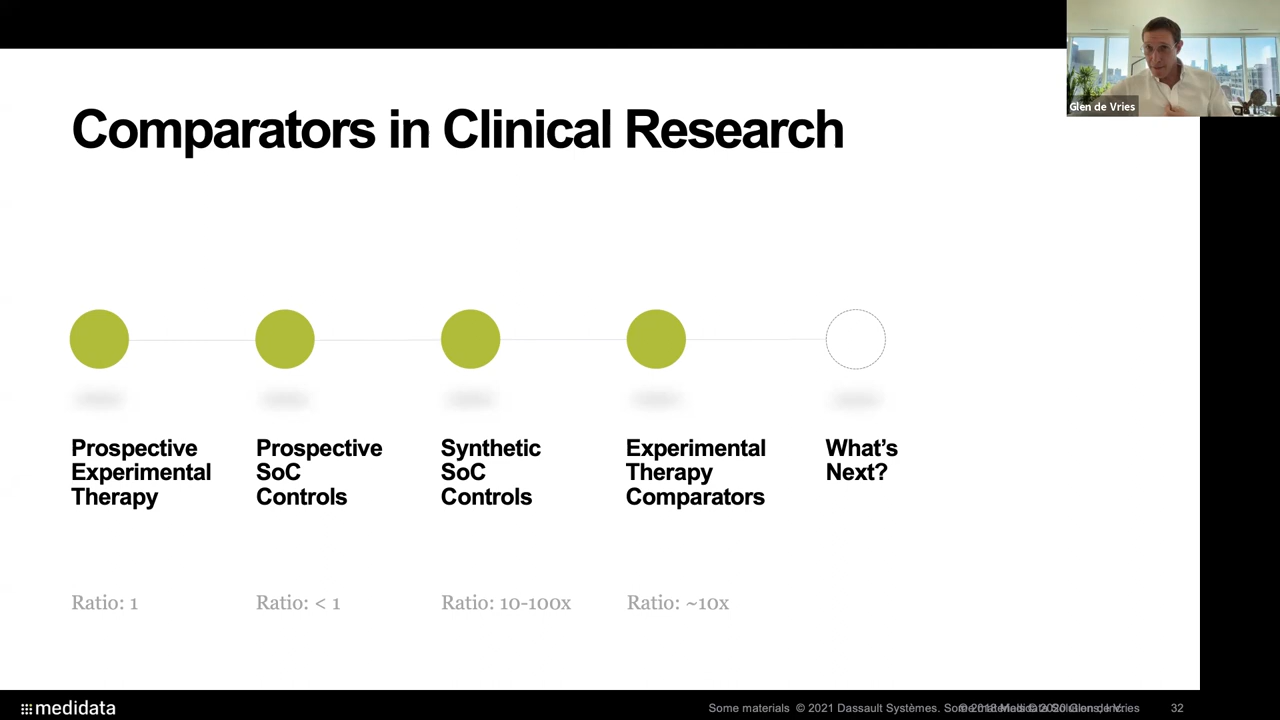 Glen de Vries
Comparators in Clinical Research
Prospective
Experimental
Therapy
Prospective
SoC
Controls
Synthetic
SoC
Controls
Experimental
Therapy
Comparators
What's
Next?
Ratio: 1
Ratio: < 1
Ratio: 10-100x
Ratio: ~10x
medidata
Some materials © 2021 Dassault Systèmes.
32